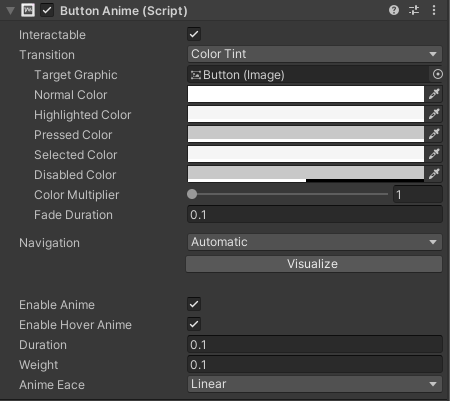 Button Anime (Script)
Interactable
Transition Color Tint
Target Graphic Button (Image)
Normal Color
Highlighted Color
Pressed Color
Selected Color
Disabled Color
Color Multiplier 1
Fade Duration 0.1
Navigation Automatic
Visualize
Enable Anime
Enable Hover Anime
Duration 0.1
Weight 0.1
Anime Eace Linear